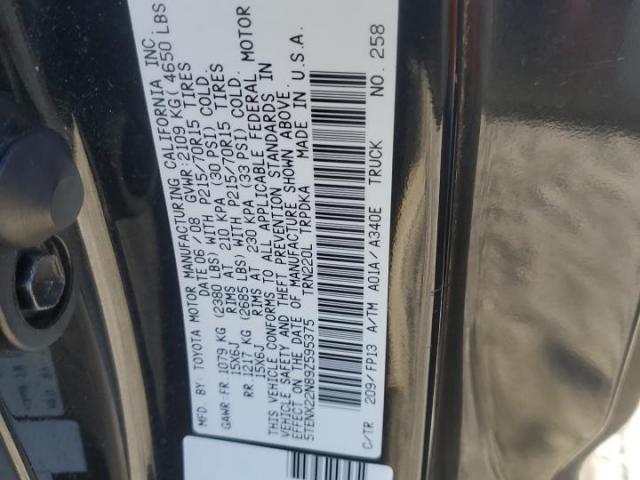 MFD. BY: TOYOTA MOTOR MANUFACTURING CALIFORNIA INC.
DATE 06 / 08 GVWR: 2109 KG ( 4650 LBS
GAWR: FR. 1079 KG (2380 LBS) WITH P215/70R15 TIRES
15X6J RIMS AT 210 KPA (30 PSI) COLD.
RR 1217 KG (2685 LBS) WITH P215/70R15 TIRES
15X6J RIMS AT 230 KPA (33 PSI) COLD.
THIS VEHICLE CONFORMS TO ALL APPLICABLE FEDERAL MOTOR
VEHICLE SAFETY AND THEFT PREVENTION STANDARDS IN
EFFECT ON THE DATE OF MANUFACTURE SHOWN ABOVE.
5TENX22N89Z595375 TRN220L TRPDKA MADE IN U.S.A.
C/TR 209/FP13 A/TM A01A/A340E TRUCK NO. 258